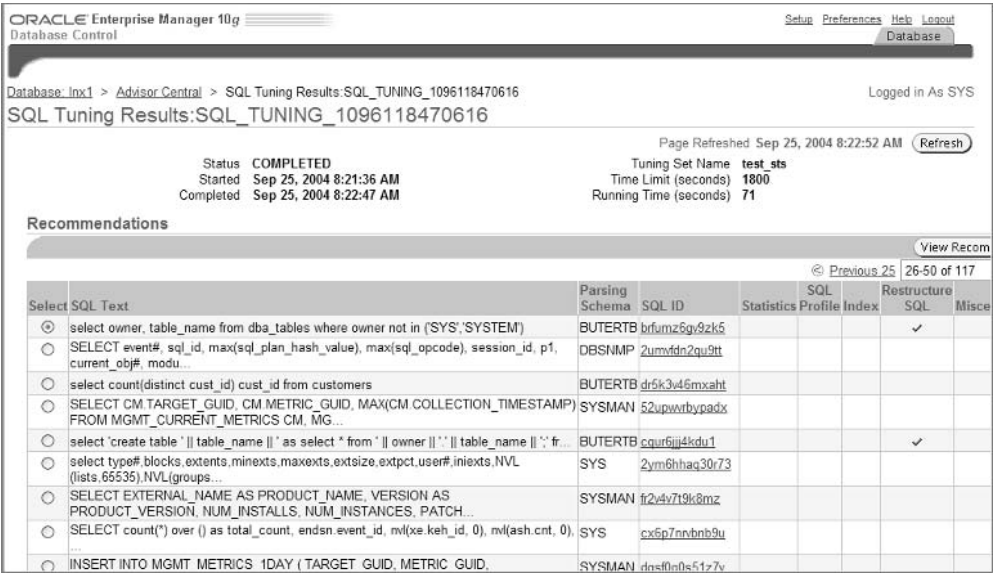 ORACLE Enterprise Manager 10g
Database Control
Setup Preferences Help Logout
Database
Database: lnx1 > Advisor Central > SQL Tuning Results:SQL_TUNING_1096118470616
Logged in As SYS
SQL Tuning Results:SQL_TUNING_1096118470616
Page Refreshed Sep 25, 2004 8:22:52 AM Refresh
Status COMPLETED
Started Sep 25, 2004 8:21:36 AM
Completed Sep 25, 2004 8:22:47 AM
Tuning Set Name test_sts
Time Limit (seconds) 1800
Running Time (seconds) 71
Recommendations
View Recom
Previous 25 26-50 of 117
Select SQL Text Parsing Schema SQL ID Statistics SQL Profile Index Restructure SQL Misce
select owner, table_name from dba_tables where owner not in ('SYS','SYSTEM') BUTERTB brfumz6gv9zk5
SELECT event#, sql_id, max(sql_plan_hash_value), max(sql_opcode), session_id, p1, DBSNMP 2umvfdn2qu9tt
current_obj#, modu...
select count(distinct cust_id) cust_id from customers BUTERTB dr5k3v46mxaht
SELECT CM.TARGET_GUID, CM.METRIC_GUID, MAX(CM.COLLECTION_TIMESTAMP) SYSMAN 52upwvrbypadx
FROM MGMT_CURRENT_METRICS CM, MG...
select 'create table ' || table_name || ' as select * from ' || owner || '.' || table_name || ';' fr... BUTERTB cqur6jjj4kdu1
select type#,blocks,extents,minexts,maxexts,extsize,extpct,user#,iniexts,NVL SYS 2ym6hhaq30r73
(lists,65535),NVL(groups...
SELECT EXTERNAL_NAME AS PRODUCT_NAME, VERSION AS SYSMAN fr2v4v7t9k8mz
PRODUCT_VERSION, NUM_INSTALLS, NUM_INSTANCES, PATCH...
SELECT count(*) over () as total_count, endsn.event_id, nvl(xe.keh_id, 0), nvl(ash.cnt, 0), SYS cx6p7nrvbnb9u
...
INSERT INTO MGMT_METRICS_1DAY ( TARGET_GUID, METRIC_GUID, SYSMAN